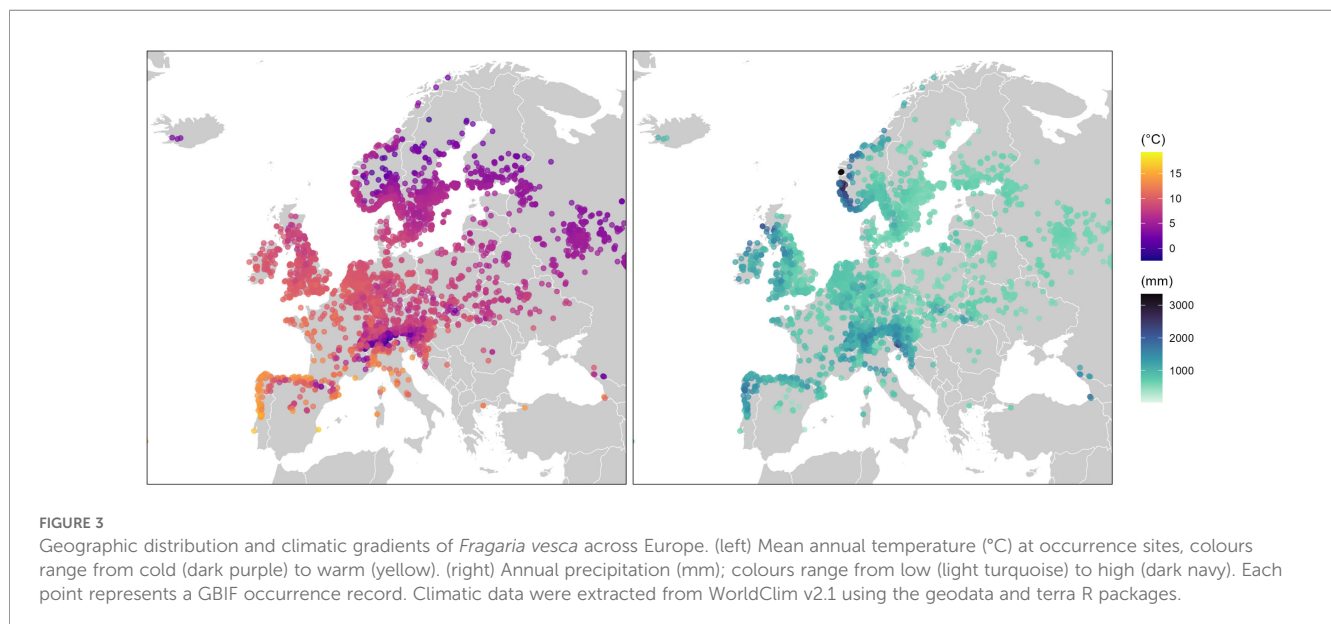 (°C)
15
10
5
0
(mm)
3000
2000
1000
FIGURE 3
Geographic distribution and climatic gradients of Fragaria vesca across Europe. (left) Mean annual temperature (°C) at occurrence sites, colours
range from cold (dark purple) to warm (yellow). (right) Annual precipitation (mm); colours range from low (light turquoise) to high (dark navy). Each
point represents a GBIF occurrence record. Climatic data were extracted from WorldClim v2.1 using the geodata and terra R packages.